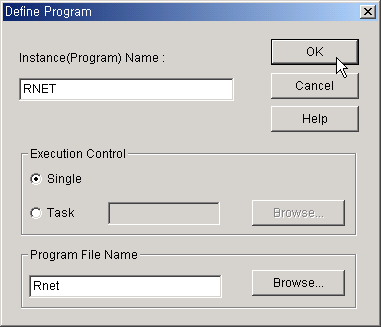 Define Program
Instance(Program) Name :
RNET
OK
Cancel
Help
Execution Control
Single
Task
Browse...
Program File Name
Rnet
Browse...